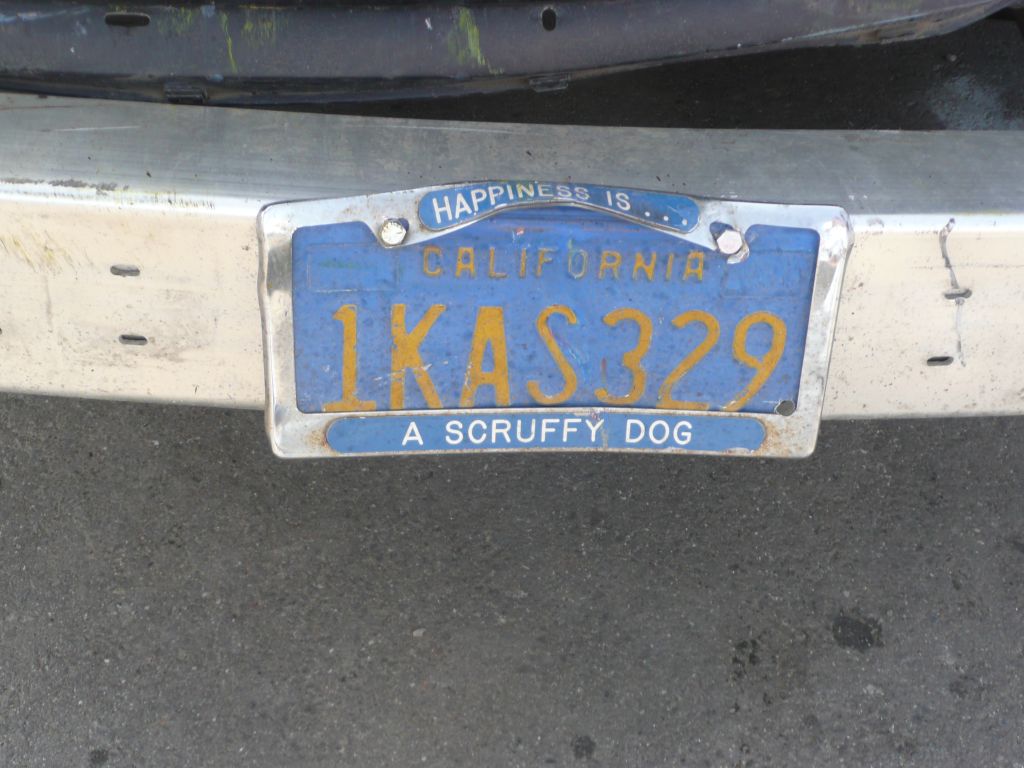 HAPPINESS IS . . .
CALIFORNIA
1KAS329
A SCRUFFY DOG